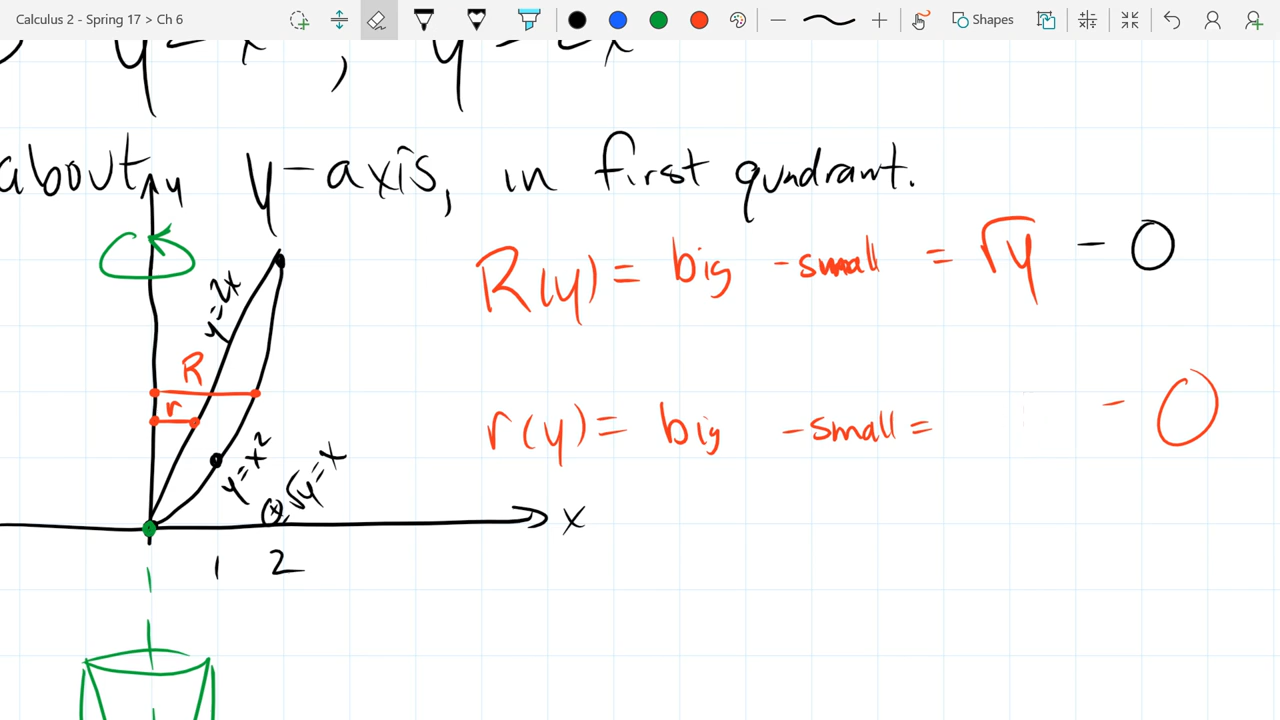 Calculus 2 - Spring 17 > Ch 6
Shapes
about y-axis, in first qudrant.
y
R(y) = big -small = √y - 0
y=2x
R
r
r(y) = big -small = - 0
y=x²
(+)√y=x
x
1 2